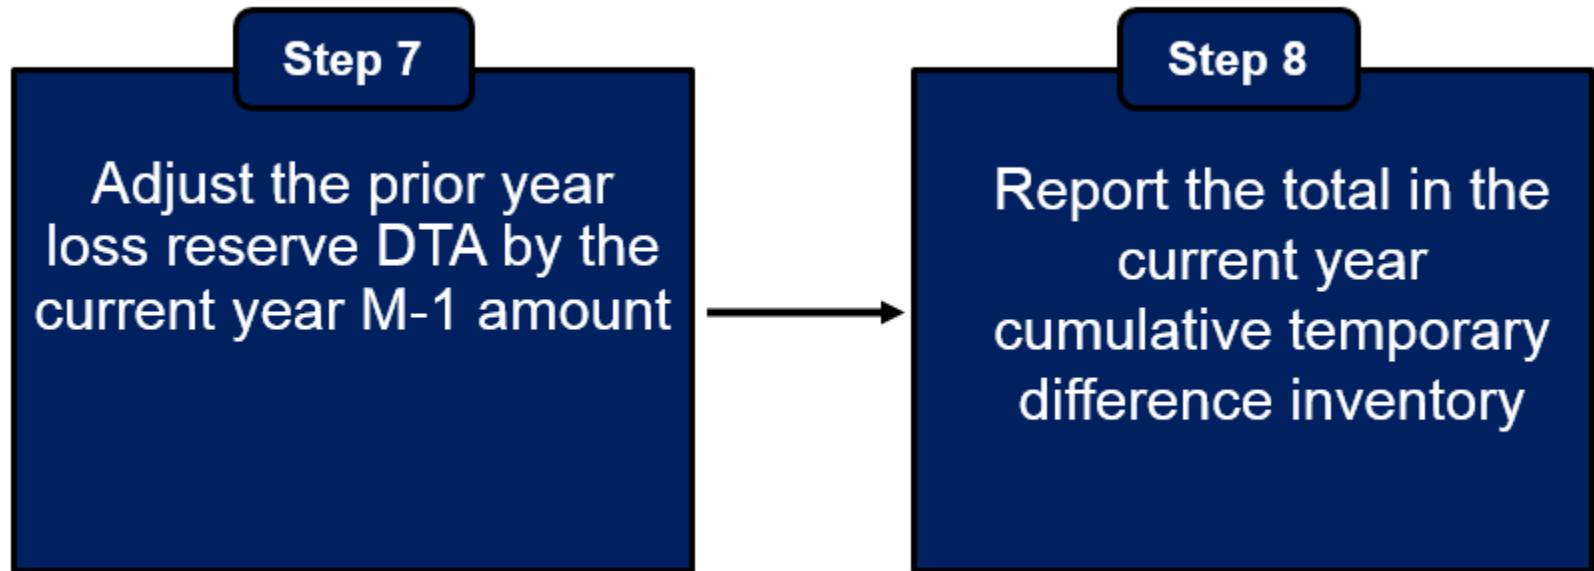 Step 7
Adjust the prior year
loss reserve DTA by the
current year M-1 amount
Step 8
Report the total in the
current year
cumulative temporary
difference inventory